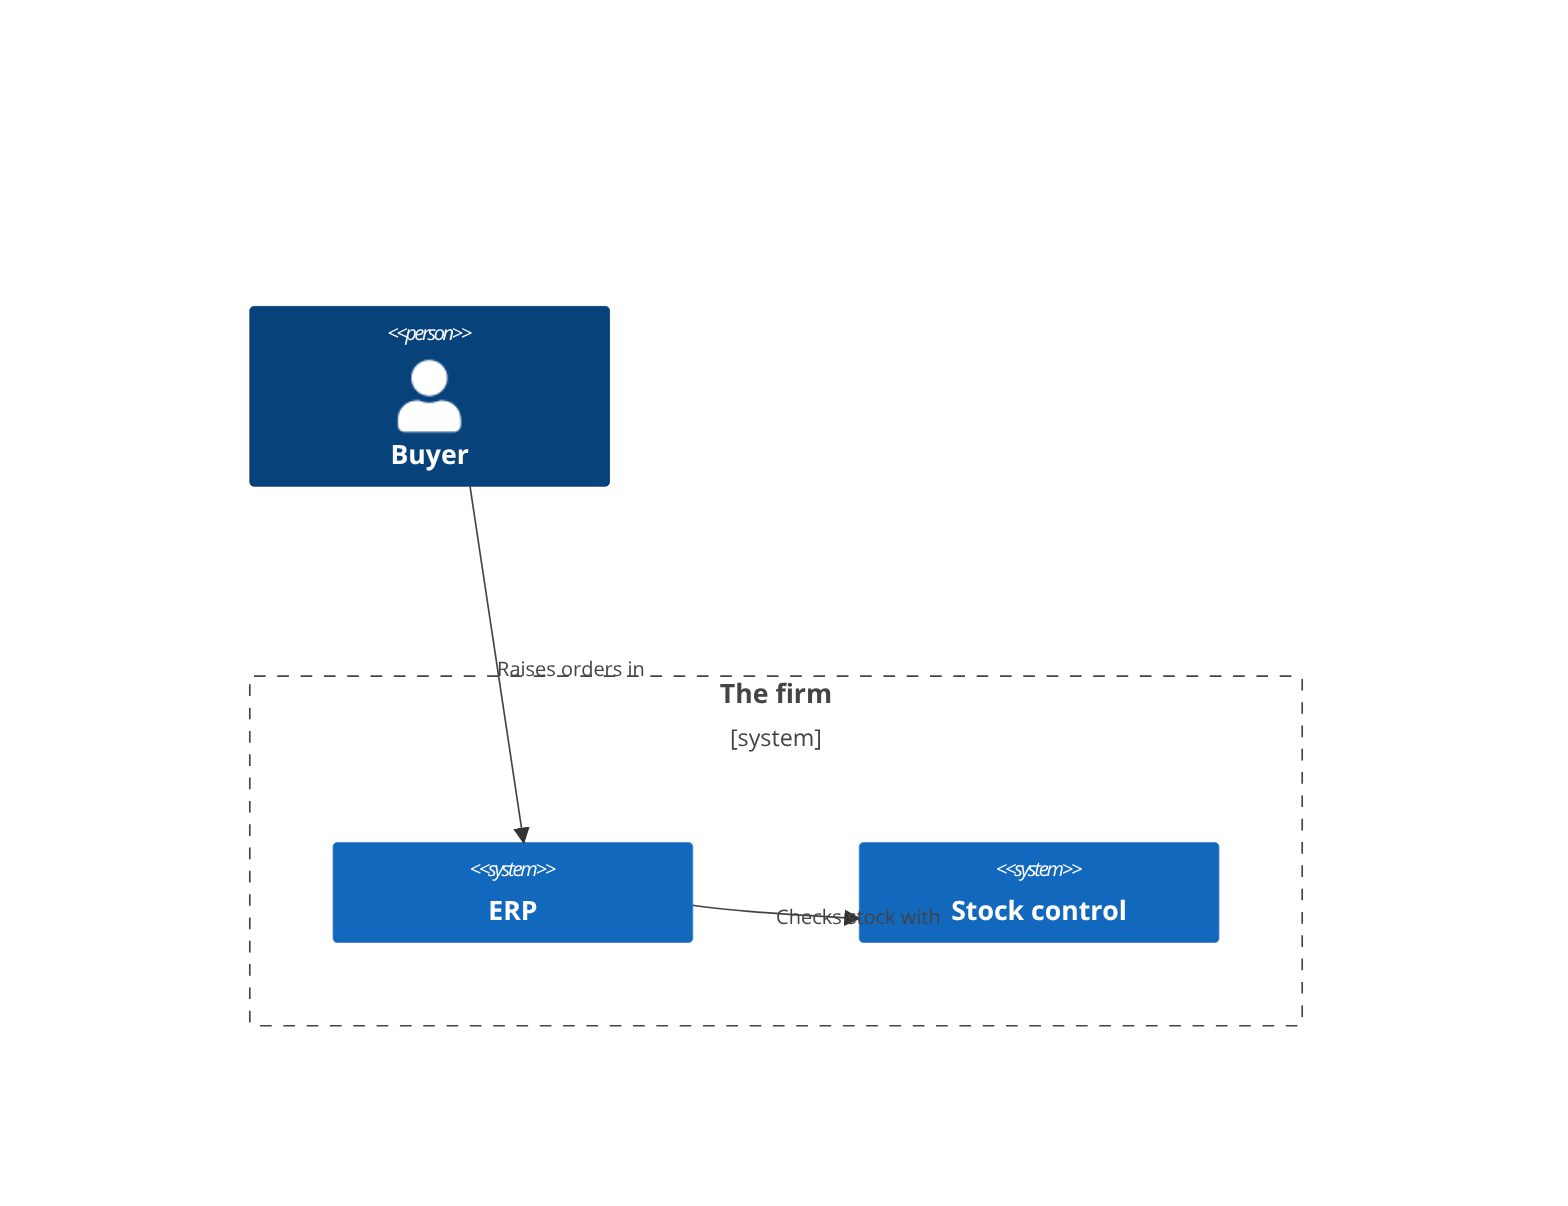 <<person>>
Buyer
Raises orders in
The firm
[system]
<<system>>
ERP
Checks stock with
<<system>>
Stock control